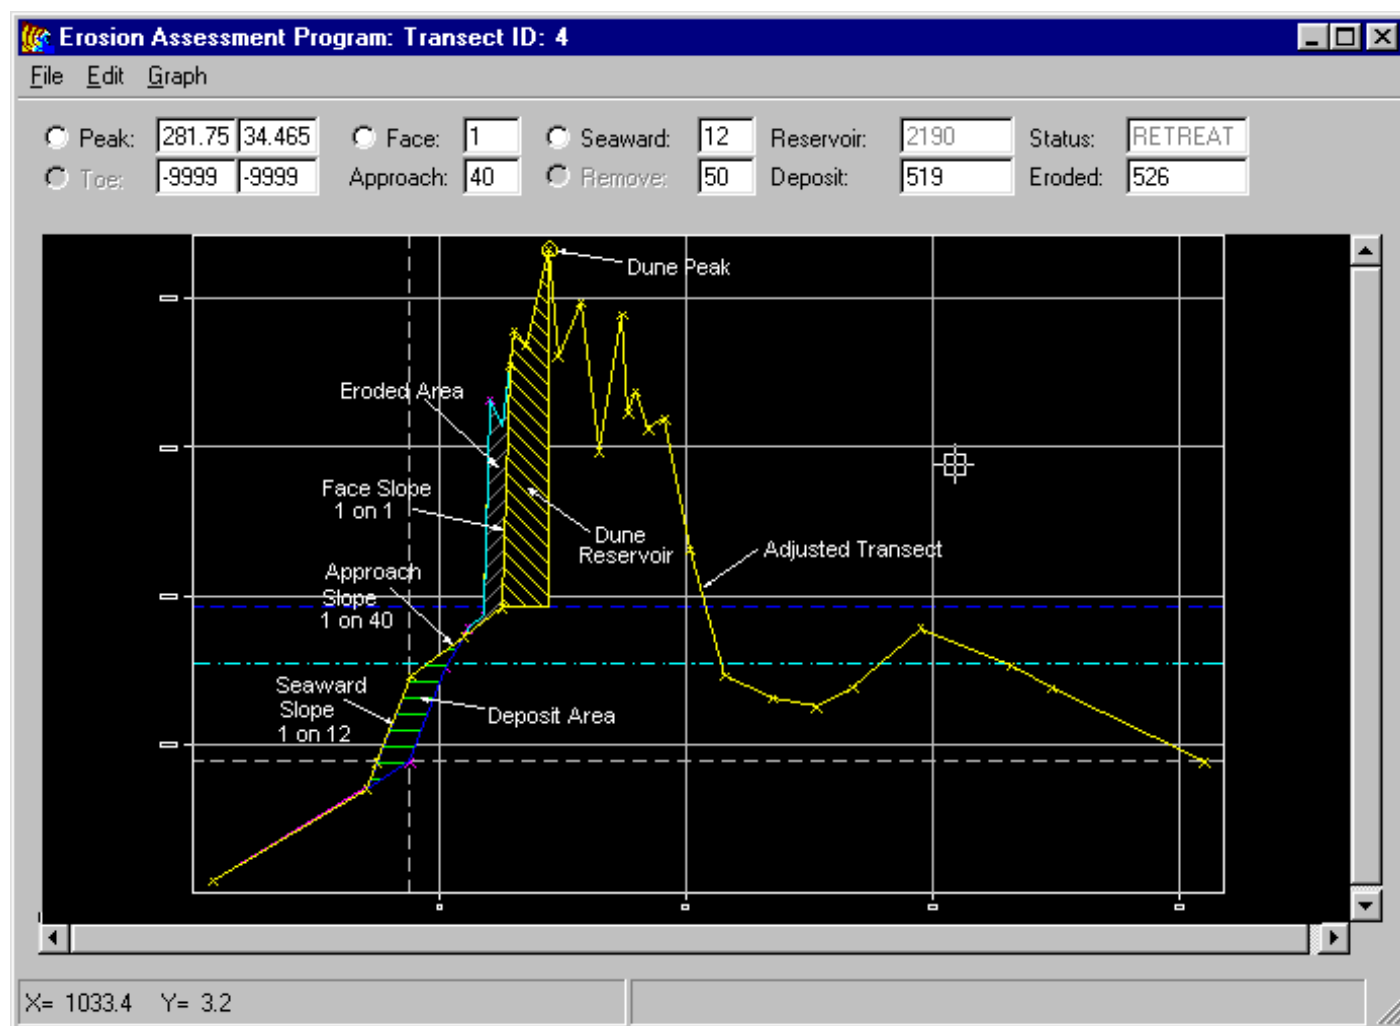 Erosion Assessment Program: Transect ID: 4
File Edit Graph
Peak: 281.75 34.465 Face: 1 Seaward: 12 Reservoir: 2190 Status: RETREAT
Toe: -9999 -9999 Approach: 40 Remove: 50 Deposit: 519 Eroded: 526
Dune Peak
Eroded Area
Face Slope
1 on 1
Dune
Reservoir
Adjusted Transect
Approach
Slope
1 on 40
Seaward
Slope
1 on 12
Deposit Area
X= 1033.4 Y= 3.2